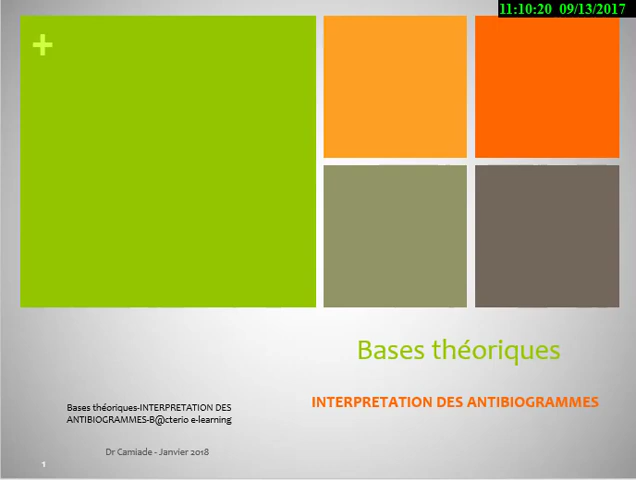 11:10:20 09/13/2017
+
Bases théoriques
INTERPRETATION DES ANTIBIOGRAMMES
Bases théoriques-INTERPRETATION DES
ANTIBIOGRAMMES-B@cterio e-learning
Dr Camiade - Janvier 2018
1